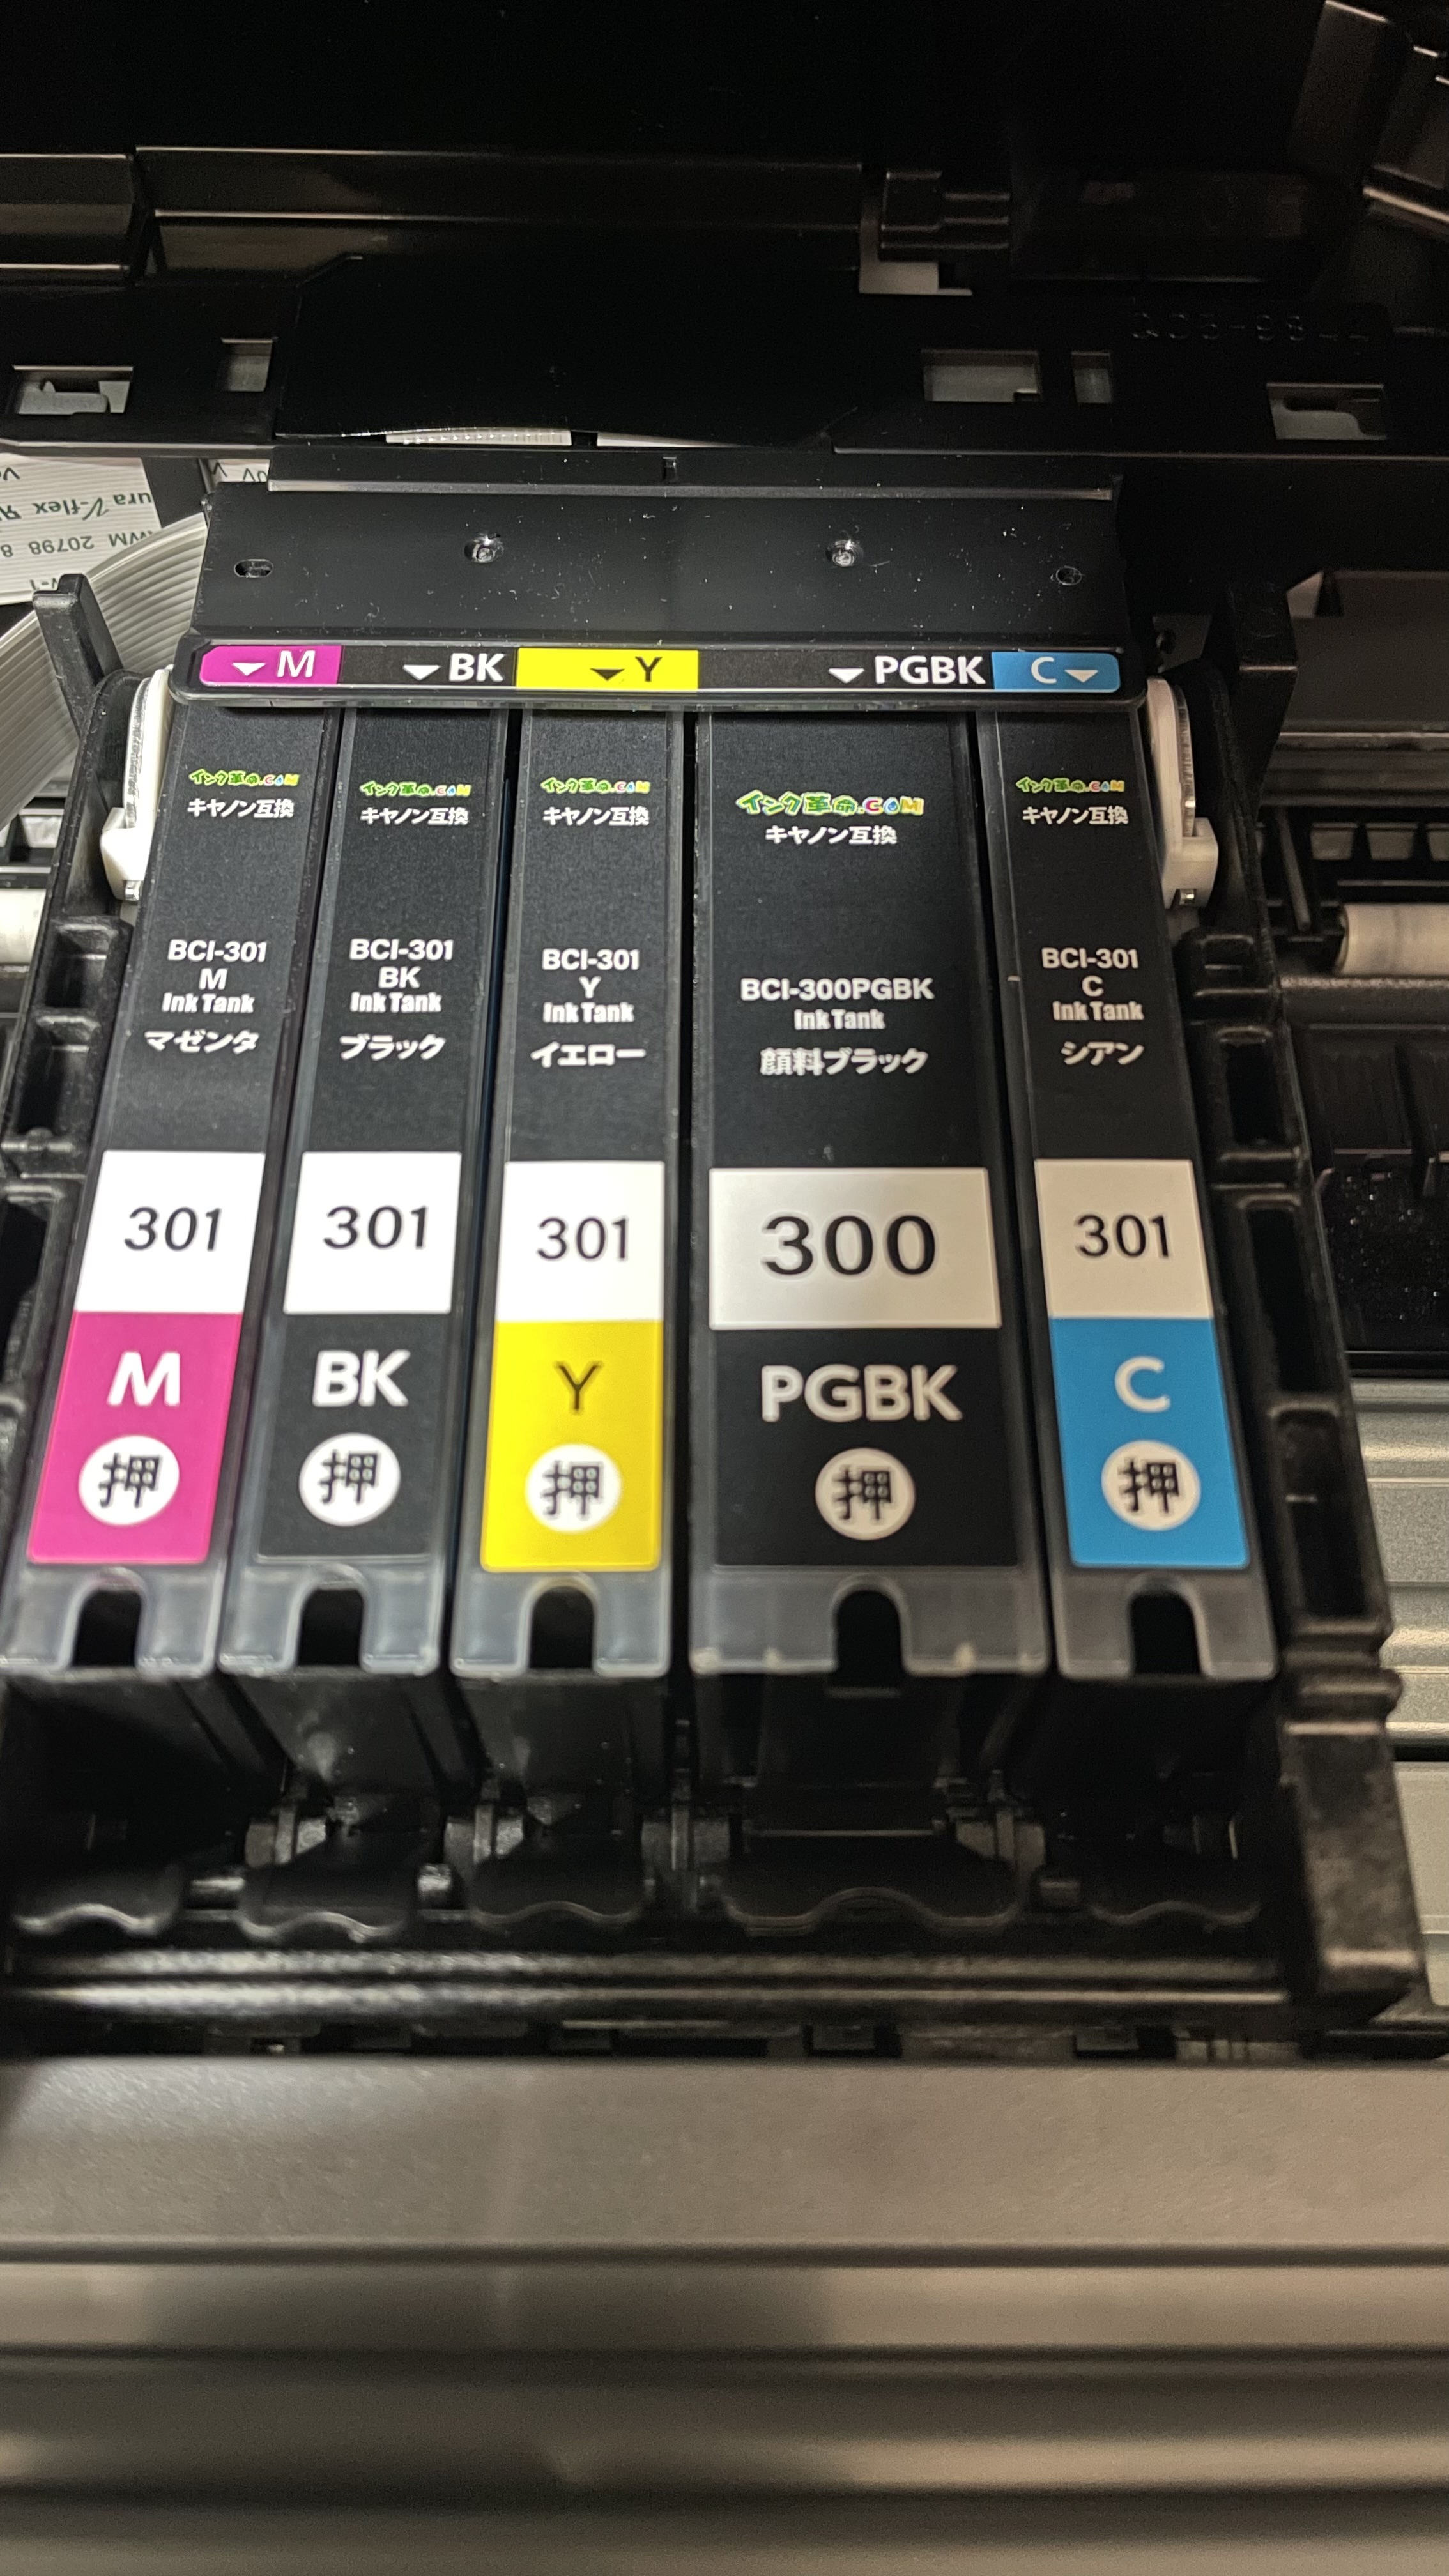 M
BK
Y
PGBK
C
インク革命.COM
キヤノン互換
BCI-301
M
Ink Tank
マゼンタ
301
M
押
インク革命.COM
キヤノン互換
BCI-301
BK
Ink Tank
ブラック
301
BK
押
インク革命.COM
キヤノン互換
BCI-301
Y
Ink Tank
イエロー
301
Y
押
インク革命.COM
キヤノン互換
BCI-300PGBK
Ink Tank
顔料ブラック
300
PGBK
押
インク革命.COM
キヤノン互換
BCI-301
C
Ink Tank
シアン
301
C
押
V-flex
20798